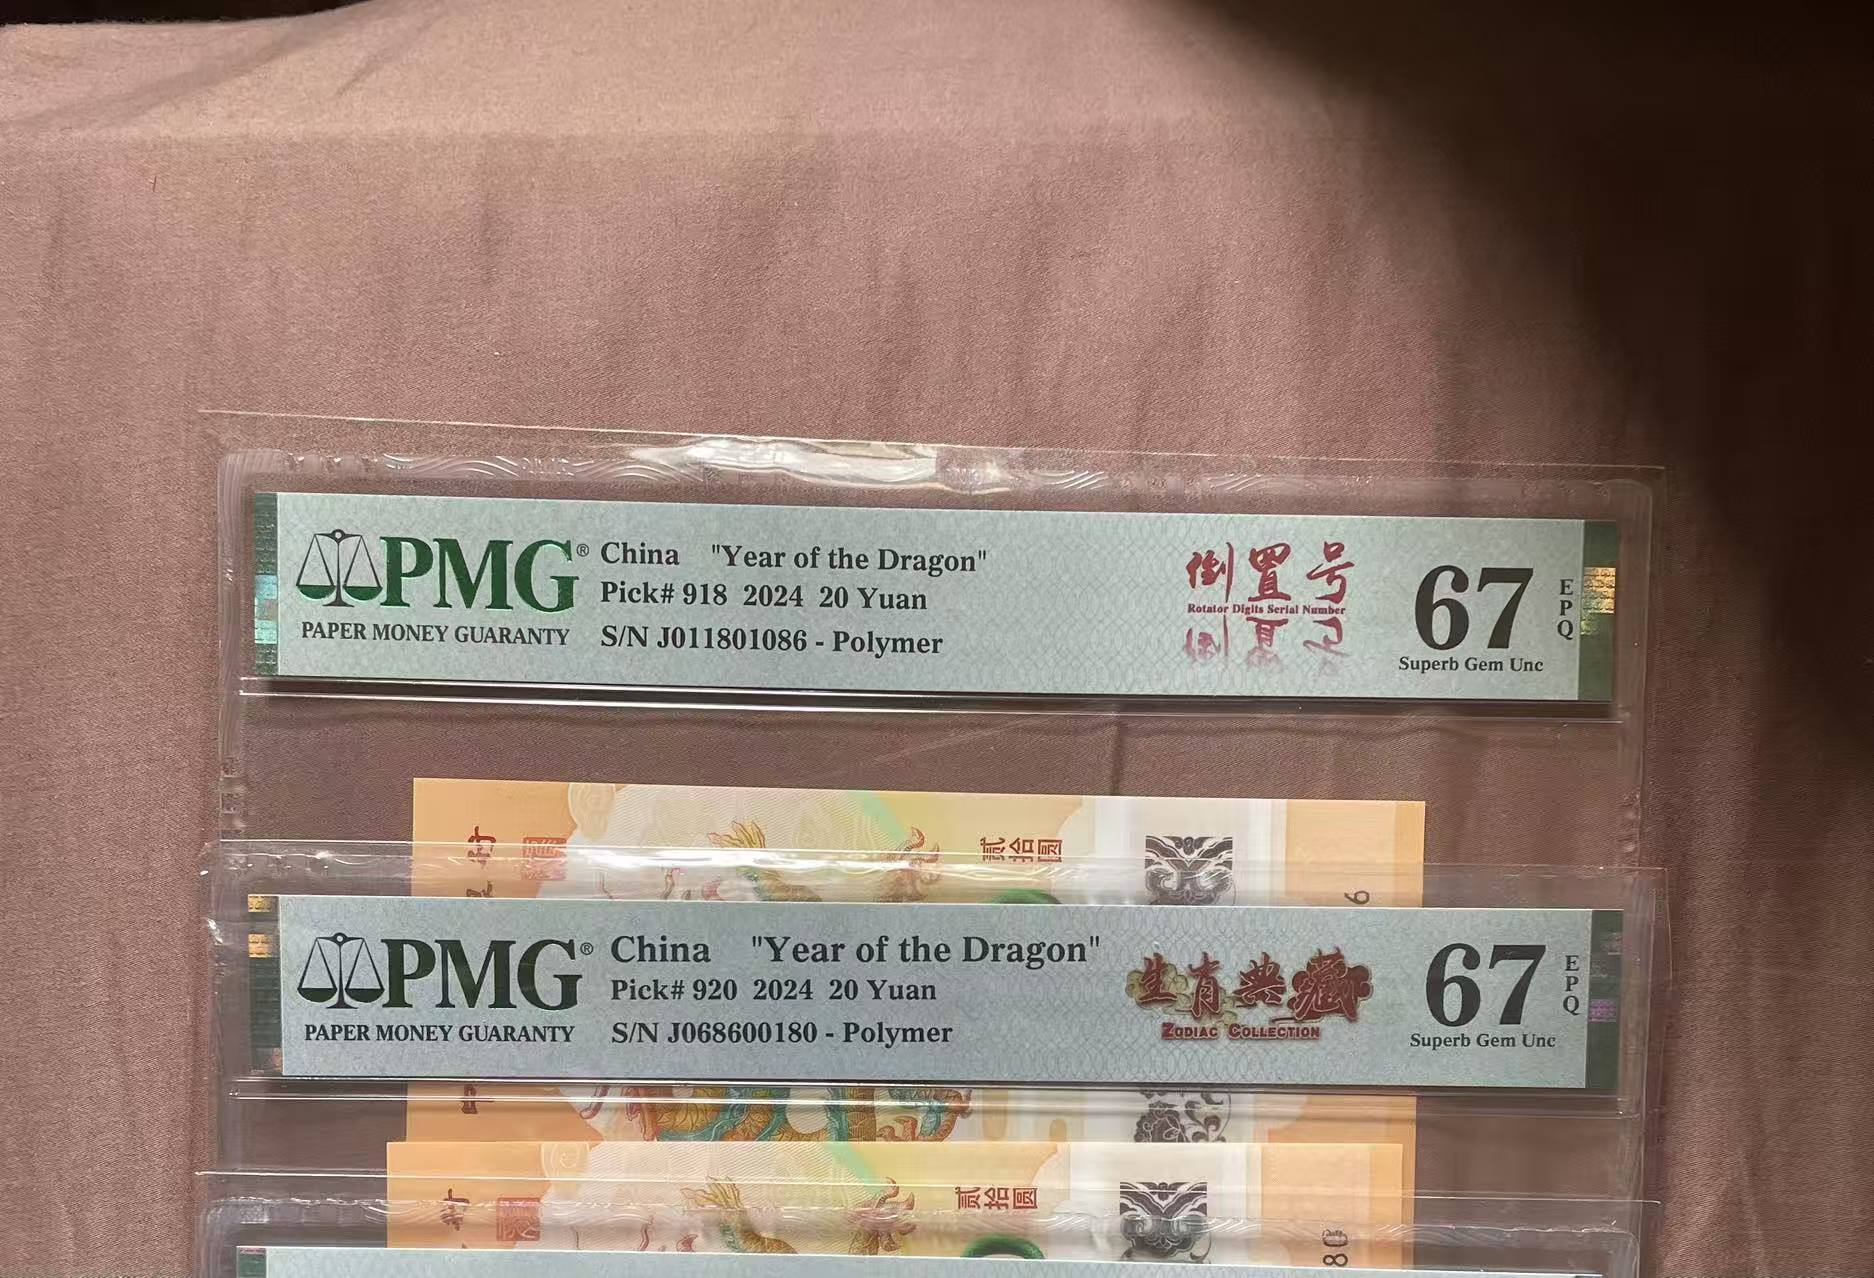 PMG®
PAPER MONEY GUARANTY
China "Year of the Dragon"
Pick# 918 2024 20 Yuan
S/N J011801086 - Polymer
倒置号
Rotator Digits Serial Number
67
EPQ
Superb Gem Unc
贰拾圆
6
PMG®
PAPER MONEY GUARANTY
China "Year of the Dragon"
Pick# 920 2024 20 Yuan
S/N J068600180 - Polymer
生肖典藏
ZODIAC COLLECTION
67
EPQ
Superb Gem Unc
贰拾圆
80